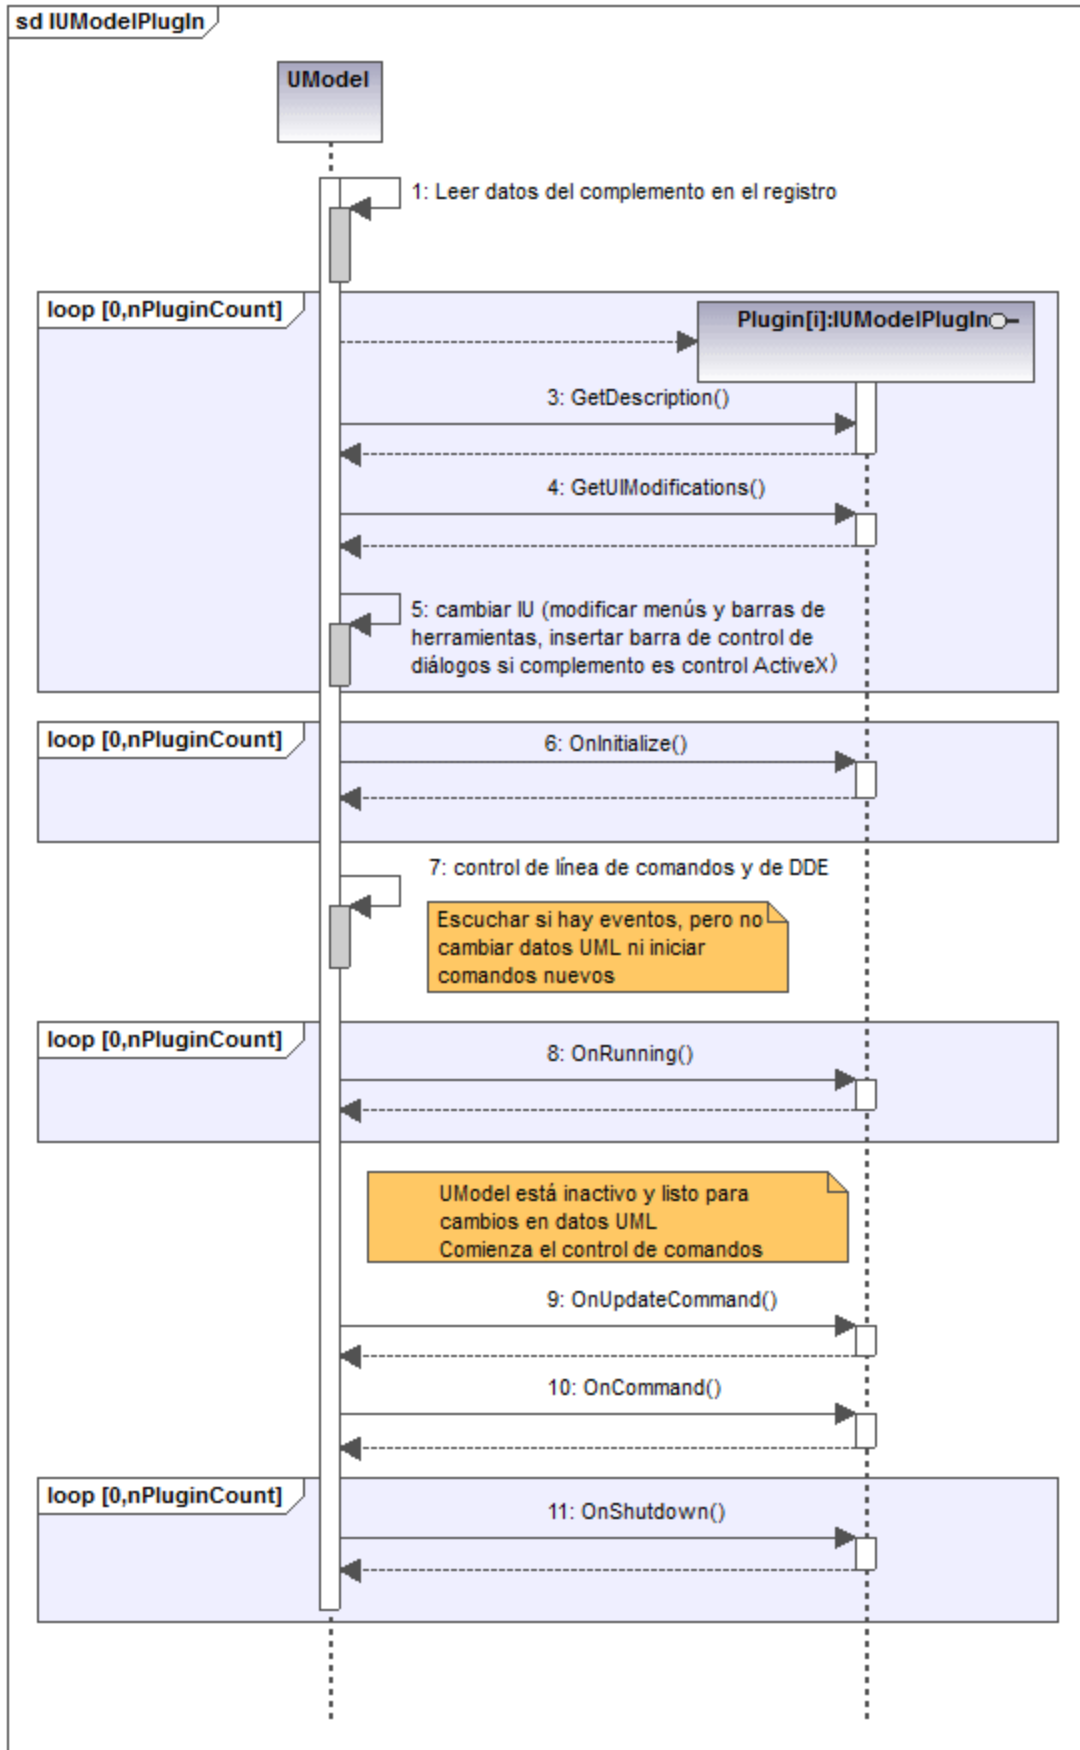 sd IUModelPlugIn
UModel
1: Leer datos del complemento en el registro
loop [0,nPluginCount]
Plugin[i]:IUModelPlugIn
3: GetDescription()
4: GetUIModifications()
5: cambiar IU (modificar menús y barras de
herramientas, insertar barra de control de
diálogos si complemento es control ActiveX)
loop [0,nPluginCount]
6: OnInitialize()
7: control de línea de comandos y de DDE
Escuchar si hay eventos, pero no
cambiar datos UML ni iniciar
comandos nuevos
loop [0,nPluginCount]
8: OnRunning()
UModel está inactivo y listo para
cambios en datos UML
Comienza el control de comandos
9: OnUpdateCommand()
10: OnCommand()
loop [0,nPluginCount]
11: OnShutdown()